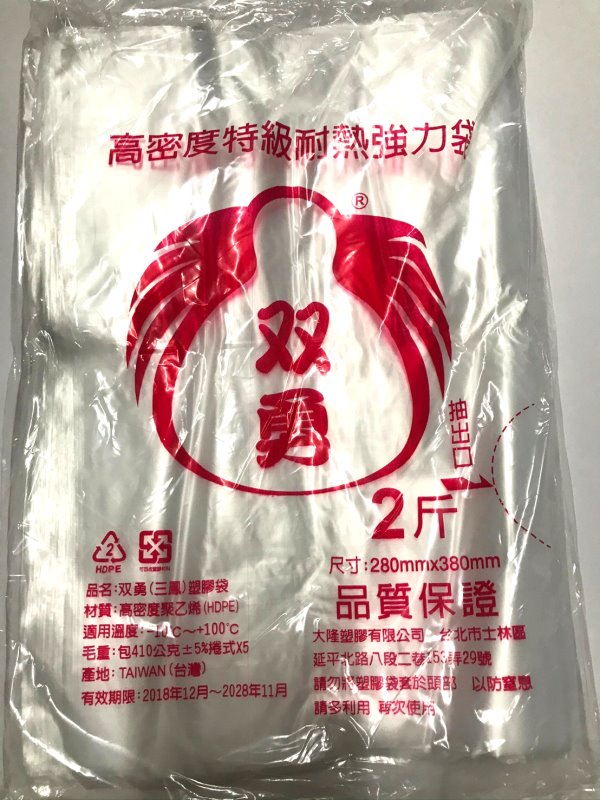 高密度特級耐熱強力袋
®
双
勇
抽出口
2斤
2
HDPE
尺寸:280mmx380mm
品質保證
品名:双勇(三鳳)塑膠袋
材質:高密度聚乙烯(HDPE)
適用溫度:-10℃~+100℃
毛重:包410公克±5%捲式X5
產地:TAIWAN(台灣)
有效期限:2018年12月~2028年11月
大隆塑膠有限公司 台北市士林區
延平北路八段二巷153弄29號
請勿將塑膠袋套於頭部 以防窒息
請多利用 再次使用